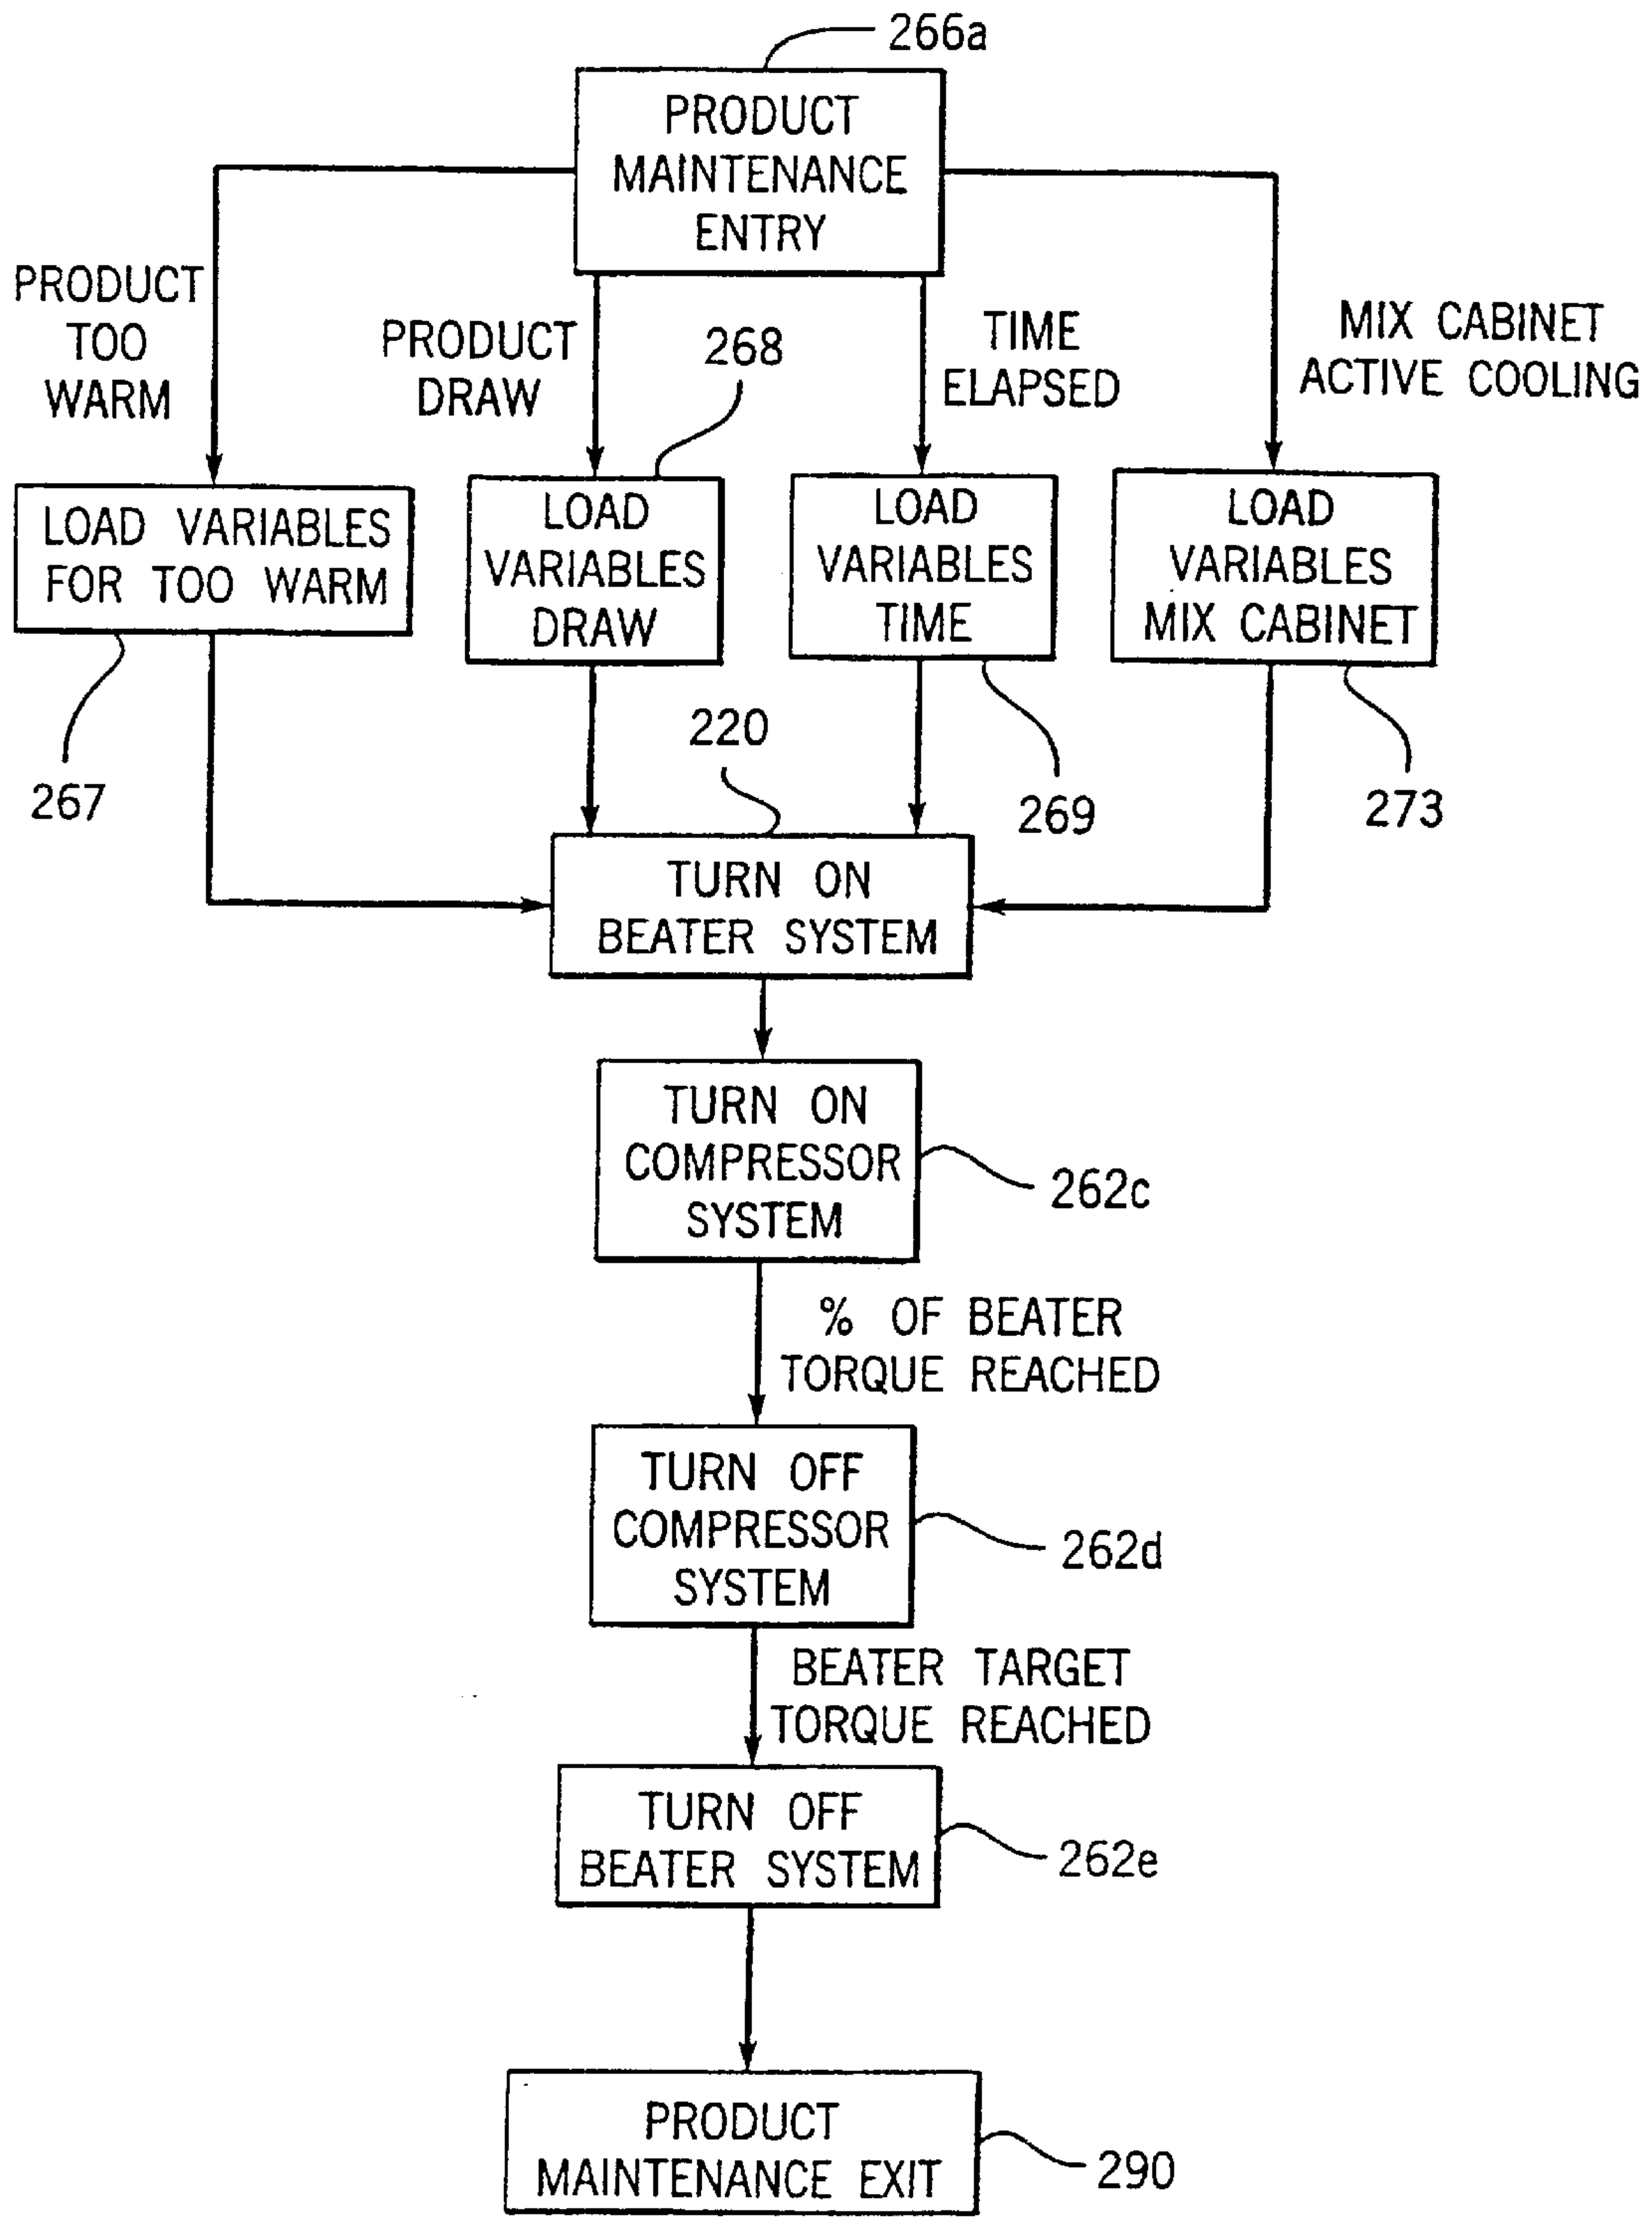 266a
PRODUCT
MAINTENANCE
ENTRY
PRODUCT
TOO
WARM
PRODUCT
DRAW
268
TIME
ELAPSED
MIX CABINET
ACTIVE COOLING
LOAD VARIABLES
FOR TOO WARM
LOAD
VARIABLES
DRAW
LOAD
VARIABLES
TIME
LOAD
VARIABLES
MIX CABINET
267
220
269
273
TURN ON
BEATER SYSTEM
TURN ON
COMPRESSOR
SYSTEM
262c
% OF BEATER
TORQUE REACHED
TURN OFF
COMPRESSOR
SYSTEM
262d
BEATER TARGET
TORQUE REACHED
TURN OFF
BEATER SYSTEM
262e
PRODUCT
MAINTENANCE EXIT
290